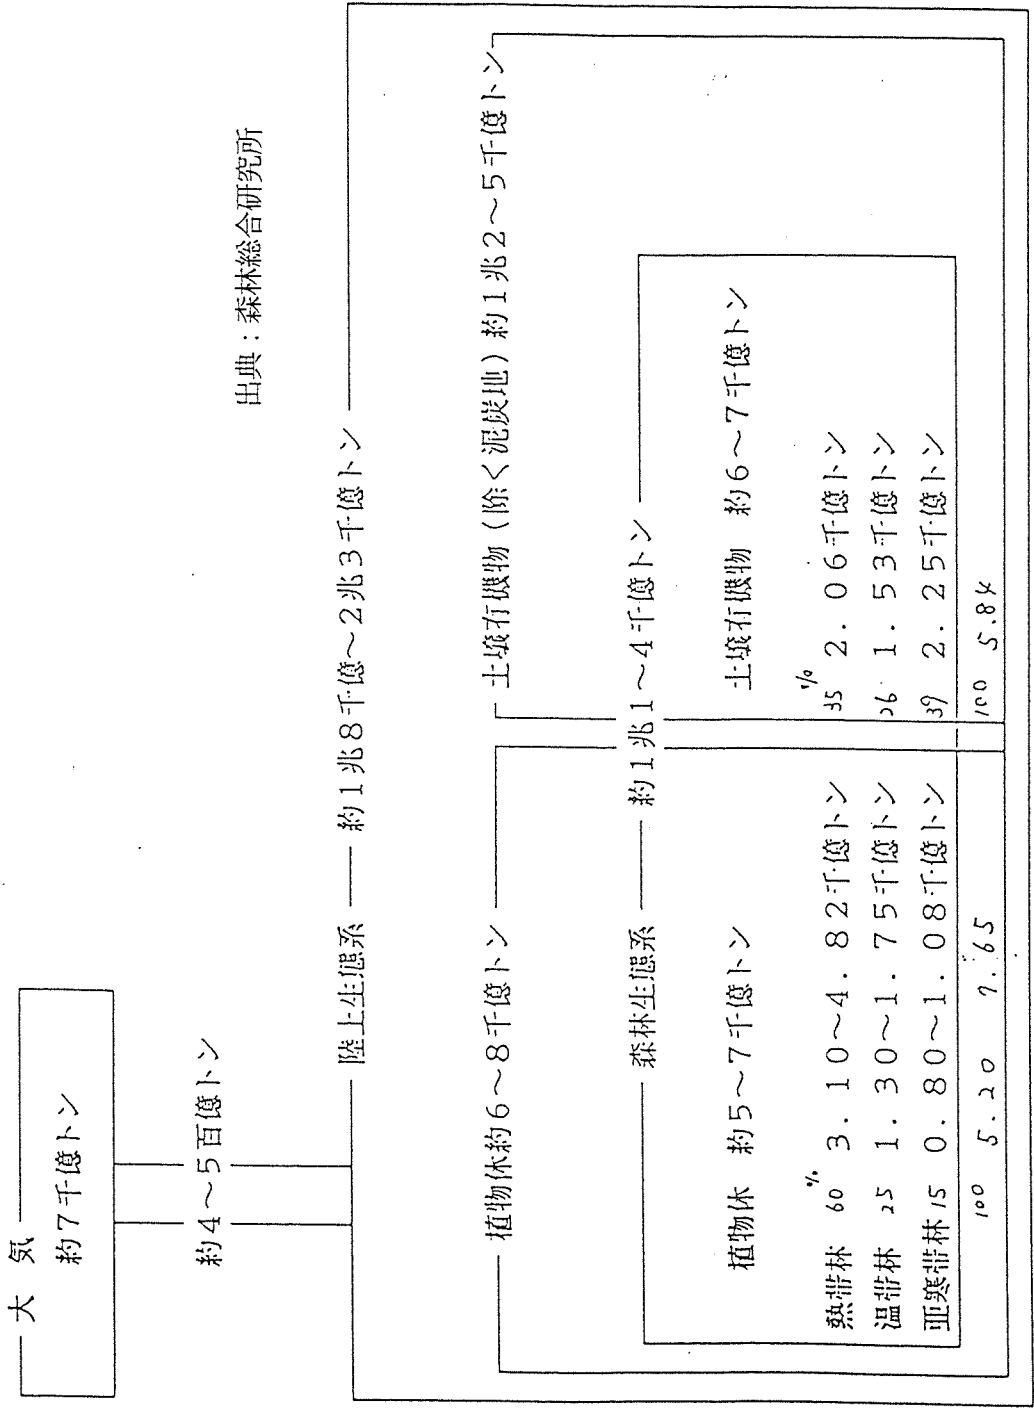 大　気
約７千億トン
約４～５百億トン
出典：森林総合研究所
陸上生態系　約１兆８千億～２兆３千億トン
植物体約６～８千億トン
土壌有機物（除く泥炭地）約１兆２～５千億トン
森林生態系　約１兆１～４千億トン
植物体　約５～７千億トン
熱帯林 60% ３．１０～４．８２千億トン
温帯林 25 １．３０～１．７５千億トン
亜寒帯林 15 ０．８０～１．０８千億トン
100 5.20 7.65
土壌有機物　約６～７千億トン
35% ２．０６千億トン
26 １．５３千億トン
39 ２．２５千億トン
100 5.84